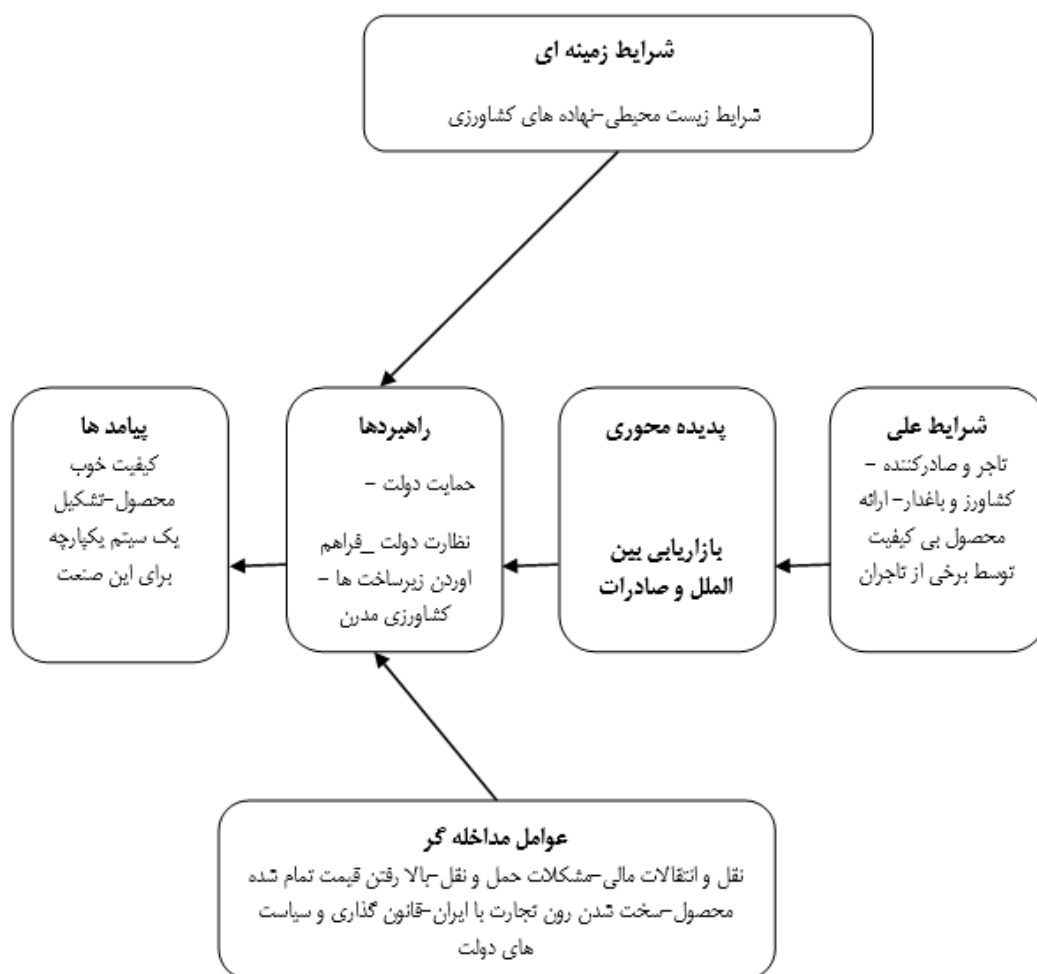 شرایط زمینه ای
شرایط زیست محیطی-نهاده های کشاورزی
شرایط علی
تاجر و صادرکننده -
کشاورز و باغدار- ارائه
محصول بی کیفیت
توسط برخی از تاجران
پدیده محوری
بازاریابی بین
الملل و صادرات
راهبردها
حمایت دولت -
نظارت دولت _فراهم
اوردن زیرساخت ها -
کشاورزی مدرن
پیامد ها
کیفیت خوب
محصول-تشکیل
یک سیتم یکپارچه
برای این صنعت
عوامل مداخله گر
نقل و انتقالات مالی-مشکلات حمل و نقل-بالا رفتن قیمت تمام شده
محصول-سخت شدن رون تجارت با ایران-قانون گذاری و سیاست
های دولت